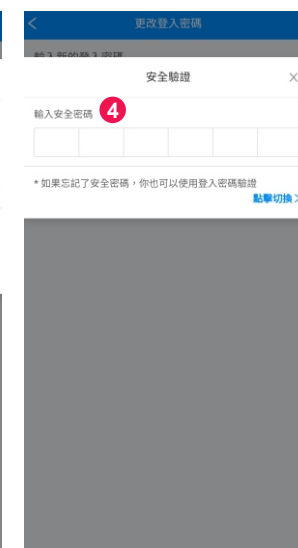 更改登入密碼
輸入新的登入密碼
安全驗證
輸入安全密碼 4
* 如果忘記了安全密碼，你也可以使用登入密碼驗證
點擊切換